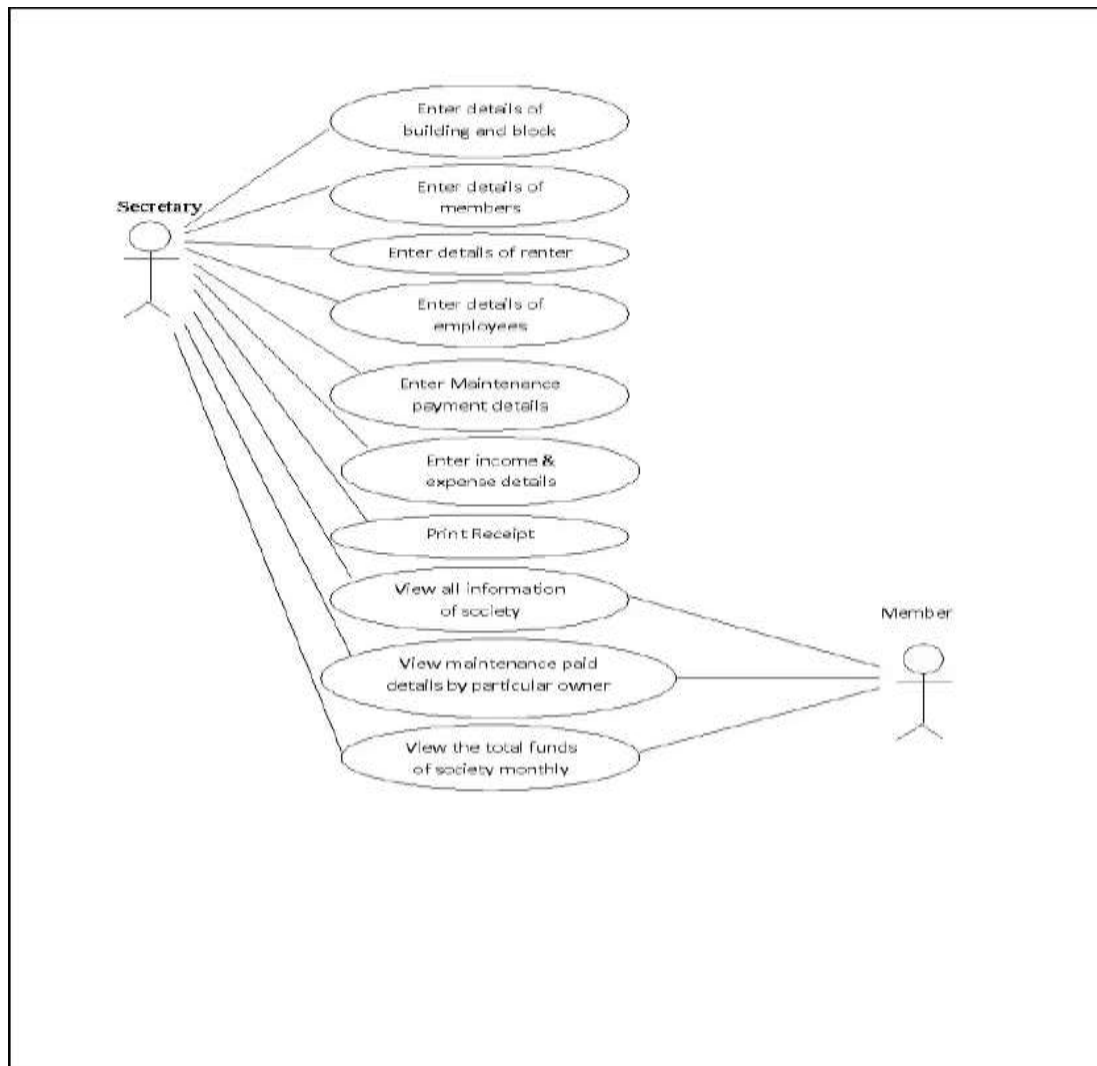 Enter details of
building and block
Enter details of
members
Secretary
Enter details of renter
Enter details of
employees
Enter Maintenance
payment details
Enter income &
expense details
Print Receipt
View all information
of society
Member
View maintenance paid
details by particular owner
View the total funds
of society monthly